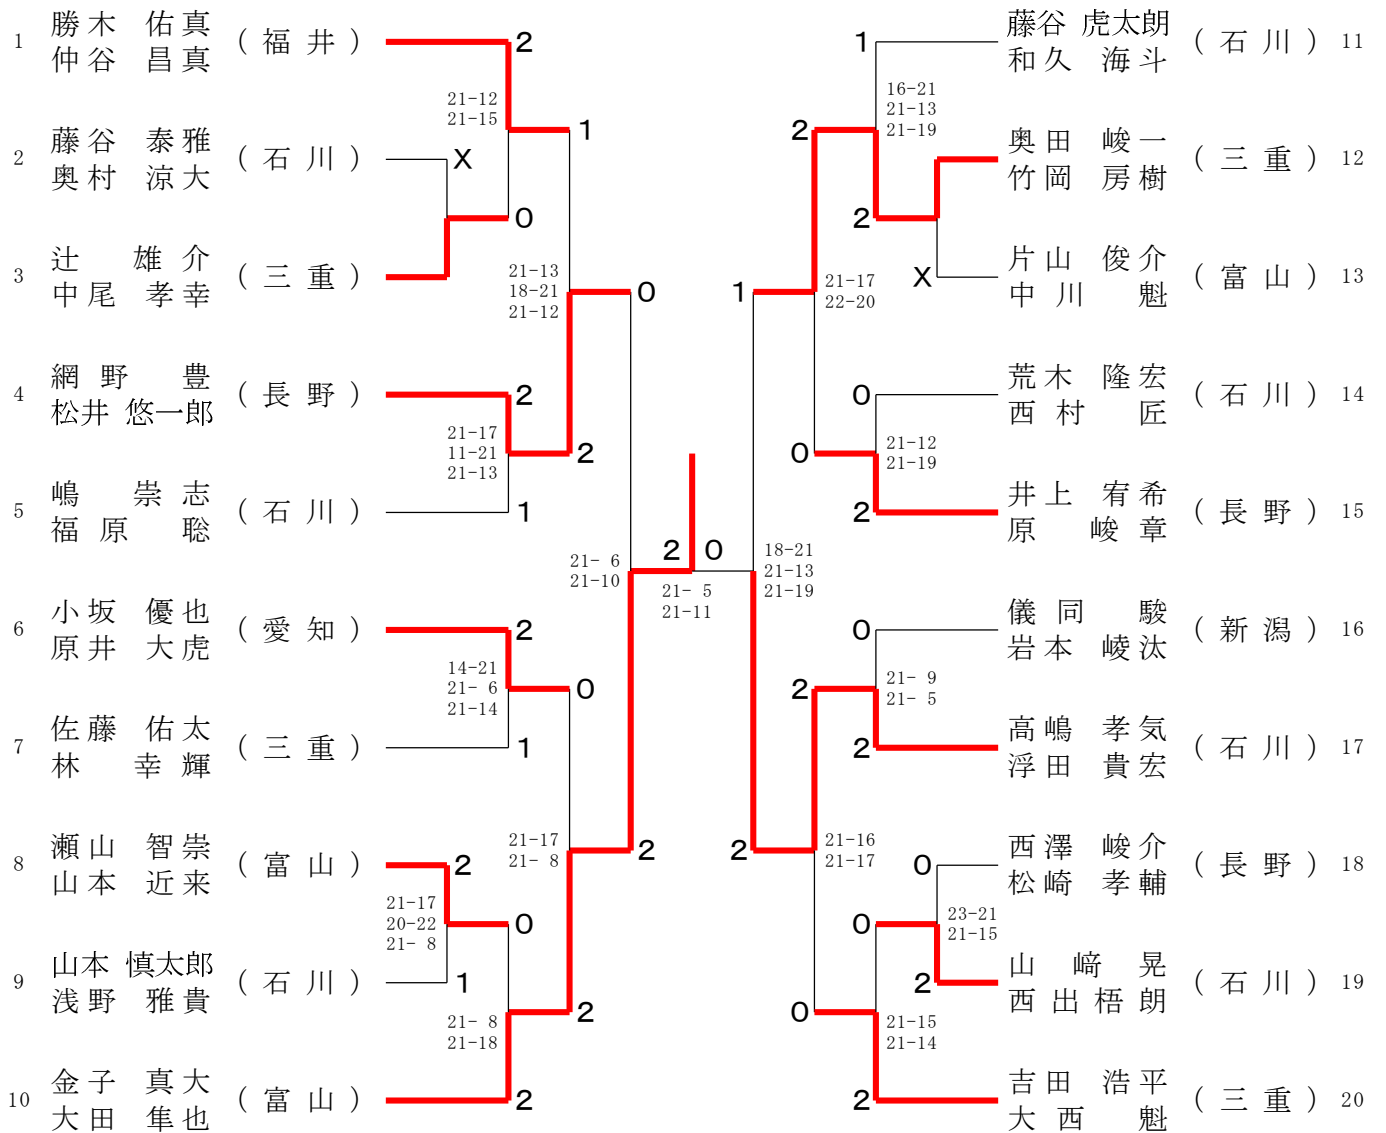 1 勝木 佑真 (福井) 2
仲谷 昌真
21-12
21-15
1
2 藤谷 泰雅 (石川) X
奥村 涼大
0
3 辻 雄介 (三重)
中尾 孝幸
21-13
18-21
21-12
0
4 網野 豊 (長野) 2
松井 悠一郎
21-17
11-21
21-13
2
5 嶋 崇志 (石川) 1
福原 聡
21- 6
21-10
6 小坂 優也 (愛知) 2
原井 大虎
14-21
21- 6
21-14
0
7 佐藤 佑太 (三重) 1
林 幸輝
21-17
21- 8
2
8 瀬山 智崇 (富山) 2
山本 近来
21-17
20-22
21- 8
0
9 山本 慎太郎 (石川) 1
浅野 雅貴
2
21- 8
21-18
10 金子 真大 (富山) 2
大田 隼也
2 0
21- 5
21-11
1 藤谷 虎太朗 (石川) 11
和久 海斗
16-21
21-13
21-19
2
奥田 峻一 (三重) 12
竹岡 房樹
2
X 片山 俊介 (富山) 13
中川 魁
1
21-17
22-20
0 荒木 隆宏 (石川) 14
西村 匠
0
21-12
21-19
2 井上 宥希 (長野) 15
原 峻章
18-21
21-13
21-19
0 儀同 駿 (新潟) 16
岩本 崚汰
2
21- 9
21- 5
2 高嶋 孝気 (石川) 17
浮田 貴宏
2
21-16
21-17
0 西澤 峻介 (長野) 18
松崎 孝輔
0
23-21
21-15
2 山﨑 晃 (石川) 19
西出 梧朗
0
21-15
21-14
2 吉田 浩平 (三重) 20
大西 魁